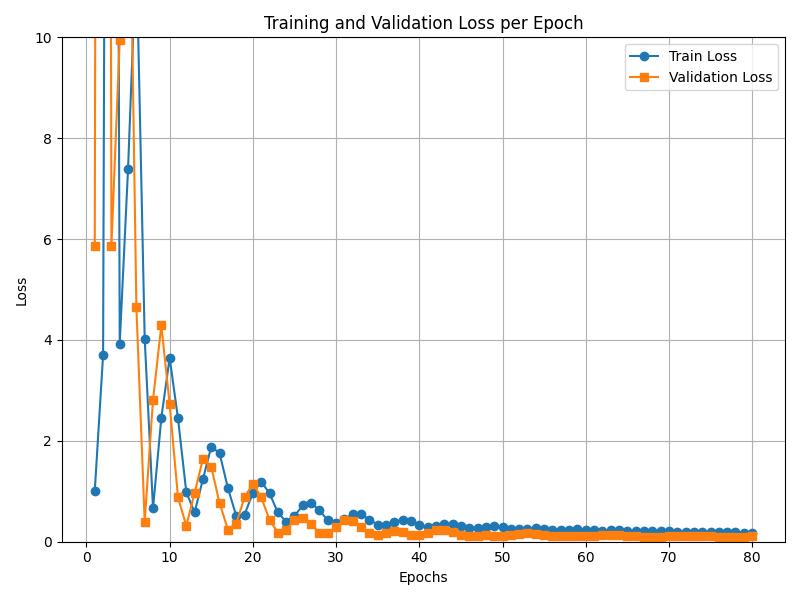 Training and Validation Loss per Epoch
Train Loss
Validation Loss
10
8
6
4
2
0
Loss
0 10 20 30 40 50 60 70 80
Epochs